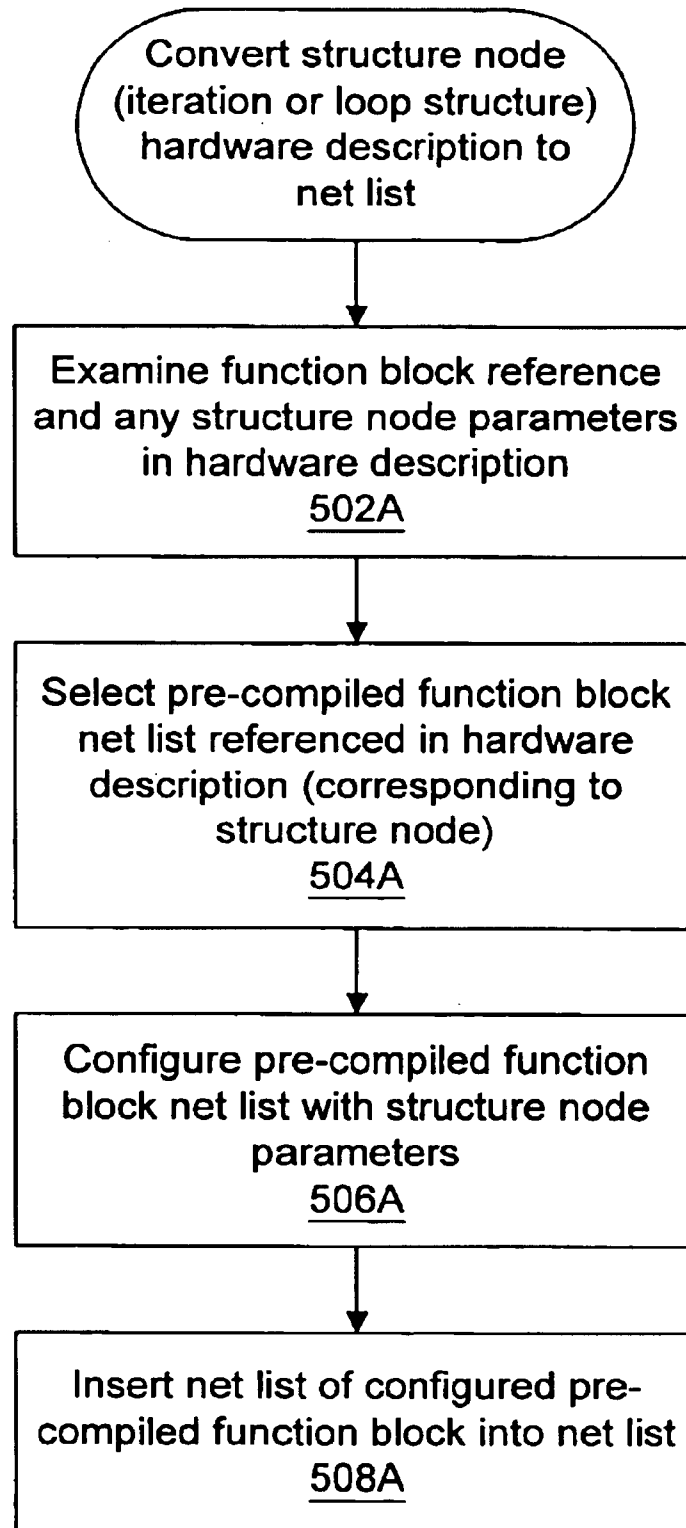 Convert structure node
(iteration or loop structure)
hardware description to
net list
Examine function block reference
and any structure node parameters
in hardware description
502A
Select pre-compiled function block
net list referenced in hardware
description (corresponding to
structure node)
504A
Configure pre-compiled function
block net list with structure node
parameters
506A
Insert net list of configured pre-
compiled function block into net list
508A